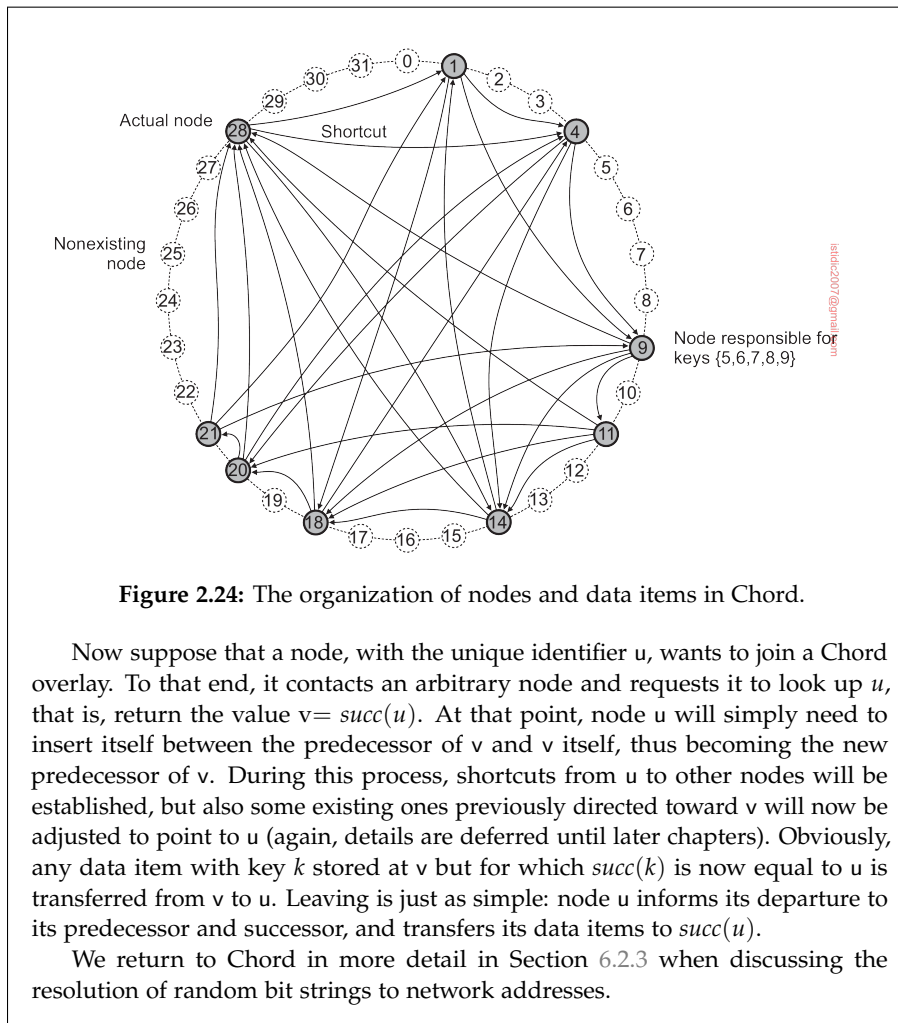 0
1
2
3
4
5
6
7
8
9
10
11
12
13
14
15
16
17
18
19
20
21
22
23
24
25
26
27
28
29
30
31
Actual node
Shortcut
Nonexisting
node
Node responsible for
keys {5,6,7,8,9}
istidic2007@gmail.com
Figure 2.24: The organization of nodes and data items in Chord.
Now suppose that a node, with the unique identifier u, wants to join a Chord
overlay. To that end, it contacts an arbitrary node and requests it to look up u,
that is, return the value v= succ(u). At that point, node u will simply need to
insert itself between the predecessor of v and v itself, thus becoming the new
predecessor of v. During this process, shortcuts from u to other nodes will be
established, but also some existing ones previously directed toward v will now be
adjusted to point to u (again, details are deferred until later chapters). Obviously,
any data item with key k stored at v but for which succ(k) is now equal to u is
transferred from v to u. Leaving is just as simple: node u informs its departure to
its predecessor and successor, and transfers its data items to succ(u).
We return to Chord in more detail in Section 6.2.3 when discussing the
resolution of random bit strings to network addresses.